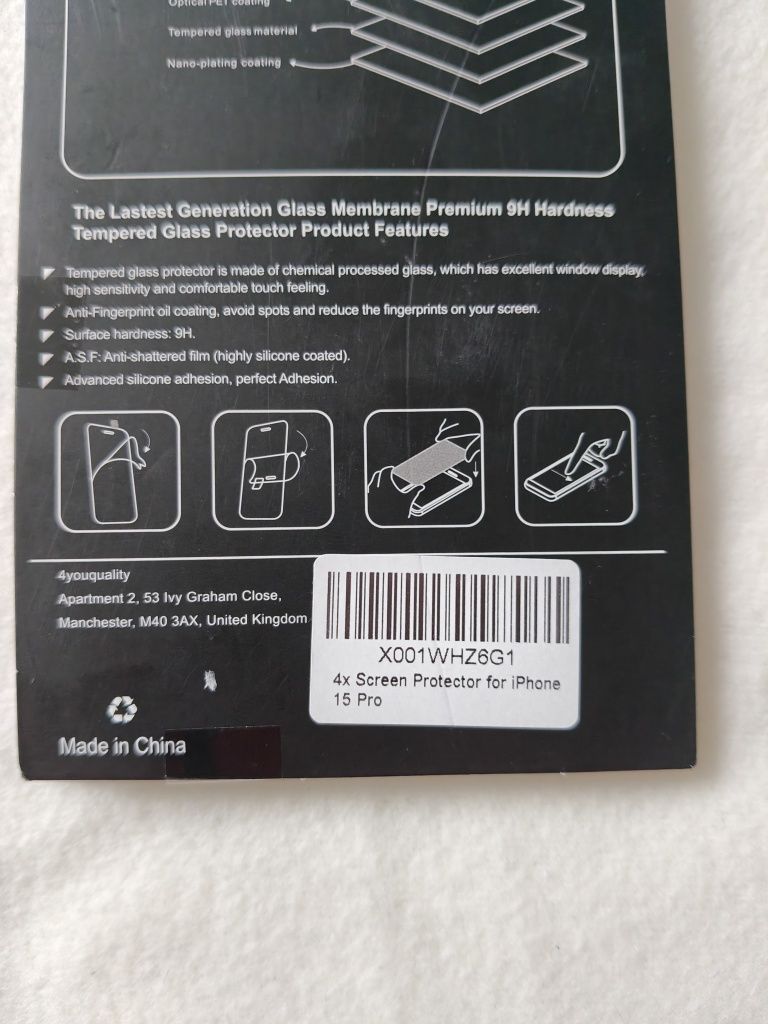 Optical PET coating
Tempered glass material
Nano-plating coating
The Lastest Generation Glass Membrane Premium 9H Hardness
Tempered Glass Protector Product Features
Tempered glass protector is made of chemical processed glass, which has excellent window display,
high sensitivity and comfortable touch feeling.
Anti-Fingerprint oil coating, avoid spots and reduce the fingerprints on your screen.
Surface hardness: 9H.
A.S.F: Anti-shattered film (highly silicone coated).
Advanced silicone adhesion, perfect Adhesion.
4youquality
Apartment 2, 53 Ivy Graham Close,
Manchester, M40 3AX, United Kingdom
X001WHZ6G1
4x Screen Protector for iPhone
15 Pro
Made in China